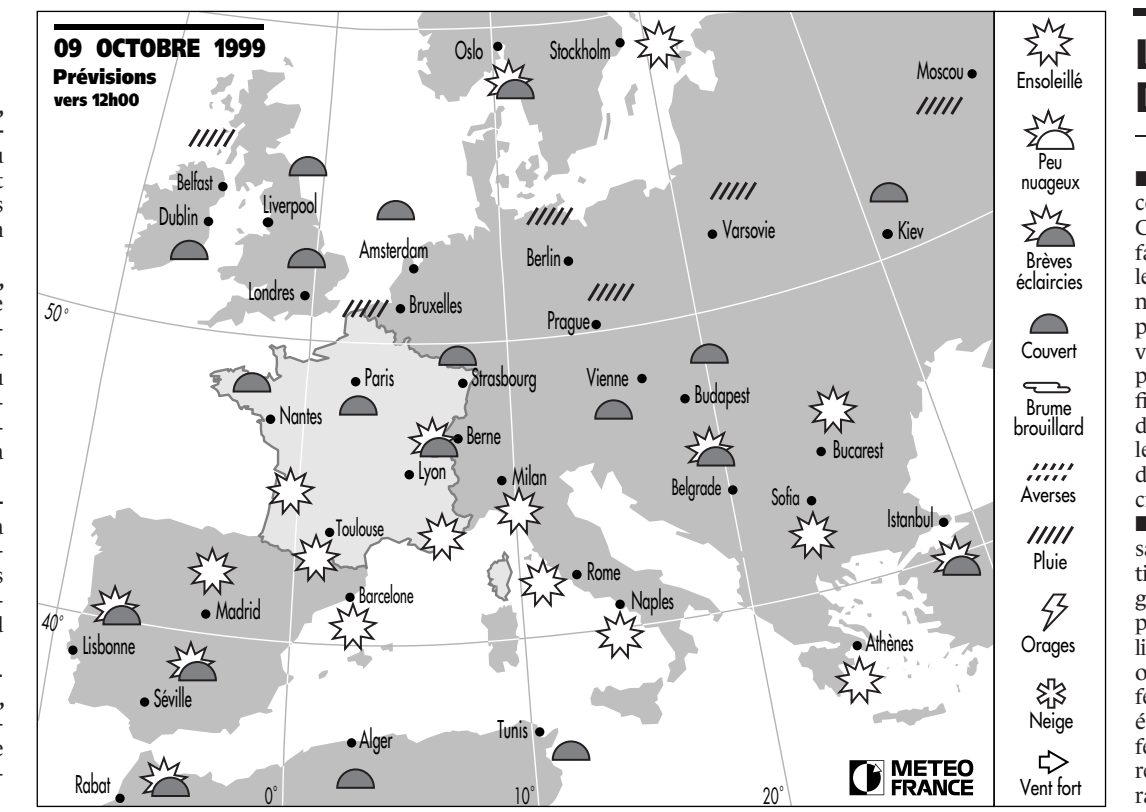 09 OCTOBRE 1999
Prévisions
vers 12h00
Oslo
Stockholm
Moscou
Belfast
Dublin
Liverpool
Amsterdam
Berlin
Varsovie
Kiev
Londres
Bruxelles
50°
Prague
Paris
Strasbourg
Vienne
Budapest
Nantes
Berne
Bucarest
Lyon
Milan
Belgrade
Sofia
Istanbul
Toulouse
Rome
Barcelone
Naples
Madrid
40°
Lisbonne
Athènes
Séville
Alger
Tunis
Rabat
0°
10°
20°
METEO
FRANCE
Ensoleillé
Peu
nuageux
Brèves
éclaircies
Couvert
Brume
brouillard
Averses
Pluie
Orages
Neige
Vent fort